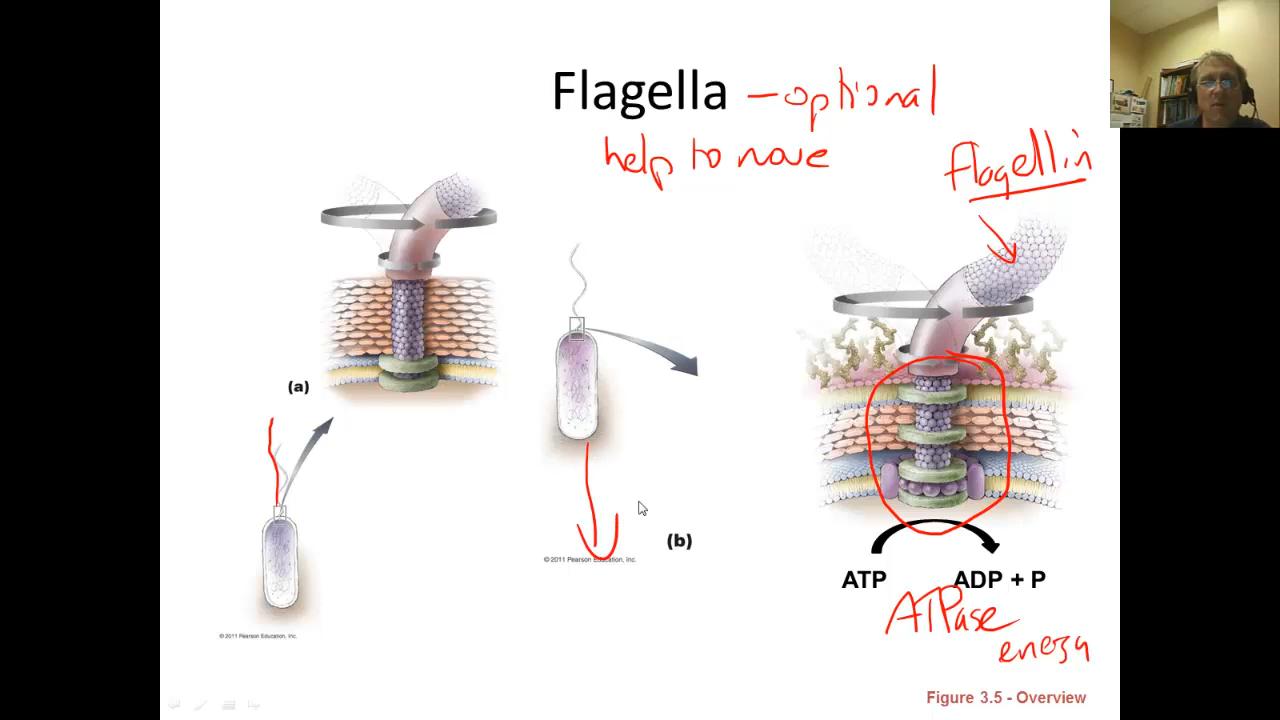 Flagella – optional
help to move
Flagellin
(a)
(b)
© 2011 Pearson Education, Inc.
ATP
ADP + P
ATPase
energy
© 2011 Pearson Education, Inc.
Figure 3.5 - Overview